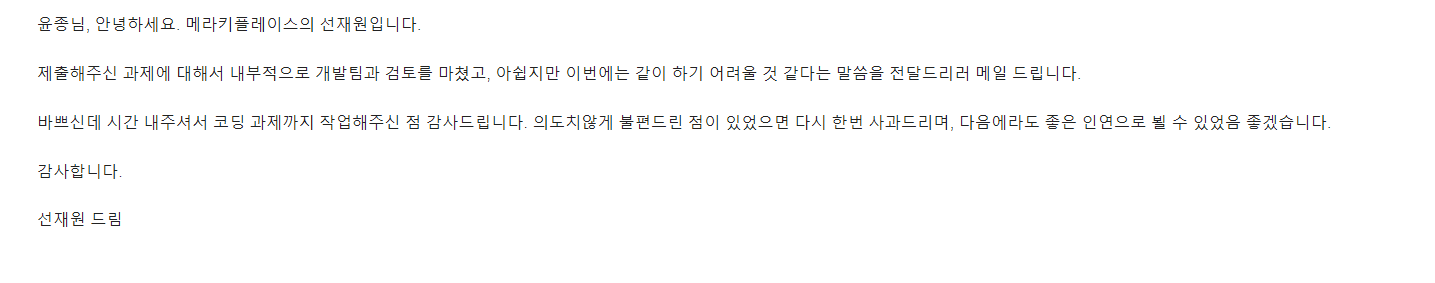 윤종님, 안녕하세요. 메라키플레이스의 선재원입니다.
제출해주신 과제에 대해서 내부적으로 개발팀과 검토를 마쳤고, 아쉽지만 이번에는 같이 하기 어려울 것 같다는 말씀을 전달드리러 메일 드립니다.
바쁘신데 시간 내주셔서 코딩 과제까지 작업해주신 점 감사드립니다. 의도치않게 불편드린 점이 있었으면 다시 한번 사과드리며, 다음에라도 좋은 인연으로 뵐 수 있었음 좋겠습니다.
감사합니다.
선재원 드림